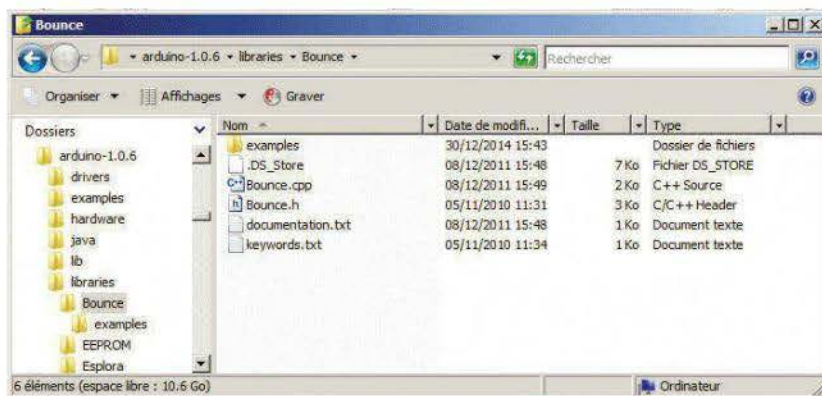 Bounce
arduino-1.0.6 libraries Bounce
Rechercher
Organiser Affichages Graver
Dossiers
arduino-1.0.6
drivers
examples
hardware
java
lib
libraries
Bounce
examples
EEPROM
Esplora
Nom Date de modifi... Taille Type
examples 30/12/2014 15:43 Dossier de fichiers
.DS_Store 08/12/2011 15:48 7 Ko Fichier DS_STORE
C++ Bounce.cpp 08/12/2011 15:49 2 Ko C++ Source
h Bounce.h 05/11/2010 11:31 3 Ko C/C++ Header
documentation.txt 08/12/2011 15:48 1 Ko Document texte
keywords.txt 05/11/2010 11:34 1 Ko Document texte
6 éléments (espace libre : 10.6 Go) Ordinateur